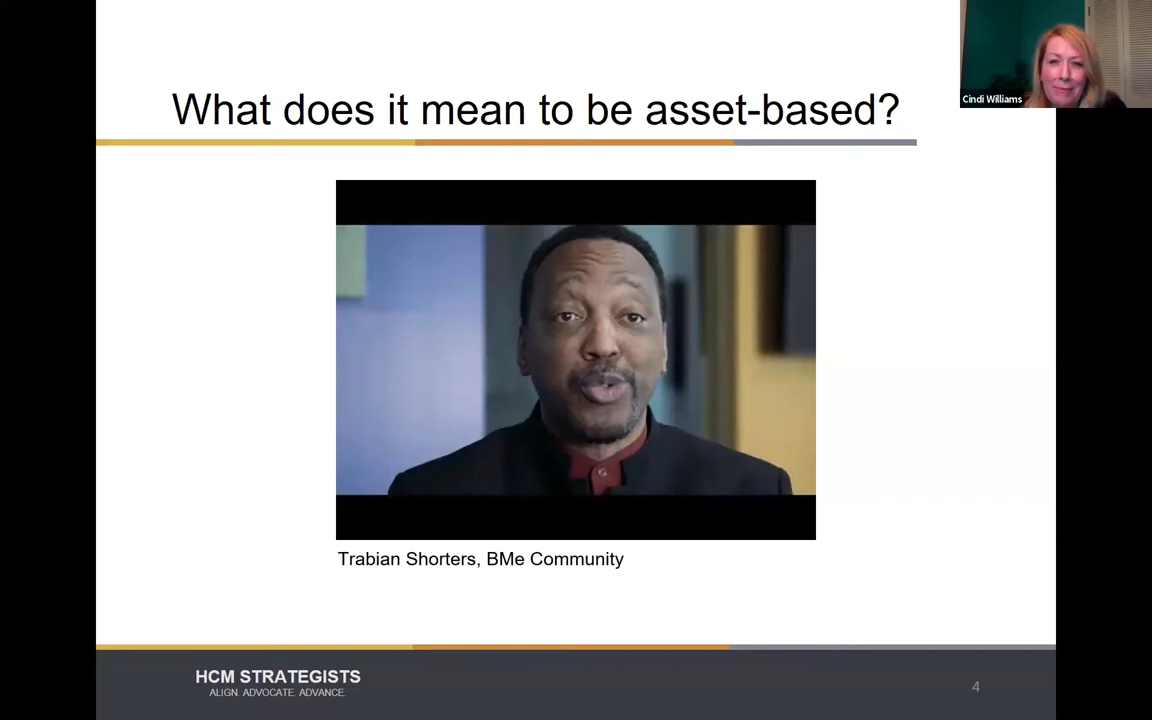 What does it mean to be asset-based?
Cindi Williams
Trabian Shorters, BMe Community
HCM STRATEGISTS
ALIGN. ADVOCATE. ADVANCE.
4